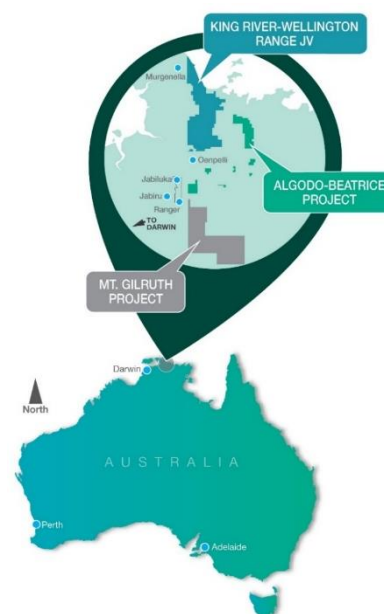 KING RIVER-WELLINGTON
RANGE JV
Murgenella
Oenpelli
Jabiluka
Jabiru
Ranger
TO
DARWIN
ALGODO-BEATRICE
PROJECT
MT. GILRUTH
PROJECT
Darwin
North
AUSTRALIA
Perth
Adelaide